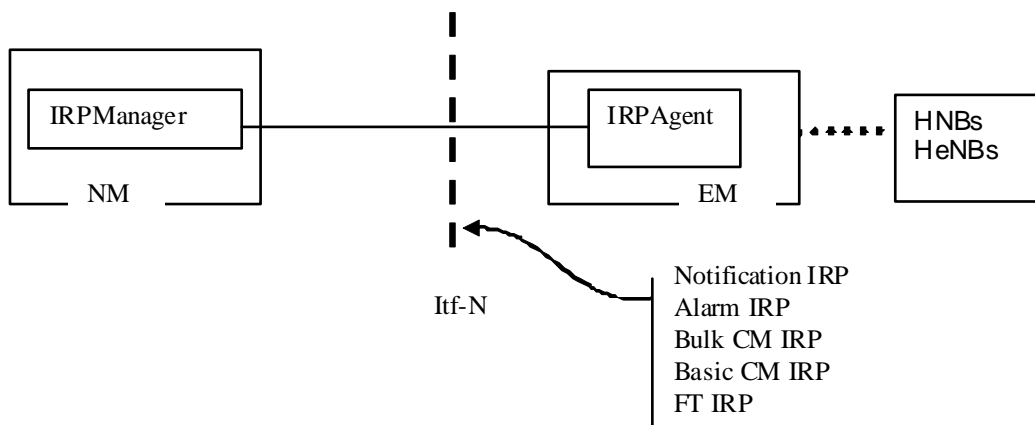 IRPManager
NM
IRPAgent
EM
HNBs
HeNBs
Itf-N
Notification IRP
Alarm IRP
Bulk CM IRP
Basic CM IRP
FT IRP